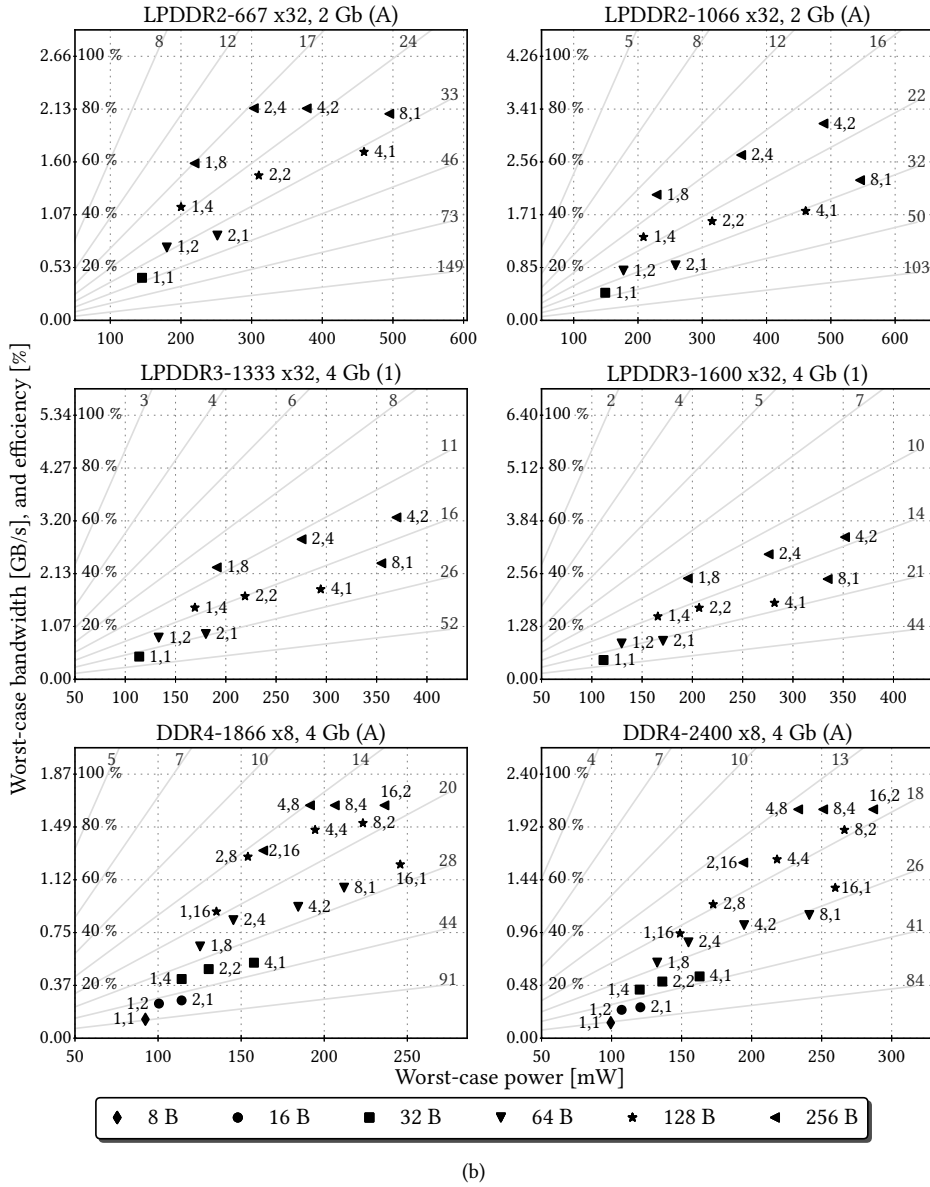 LPDDR2-667 x32, 2 Gb (A)
8 12 17 24
2.66 100 %
33
2.13 80 % 2,4 4,2 8,1
1.60 60 % 1,8 2,2 4,1
46
1.07 40 % 1,4
73
1,2 2,1
0.53 20 % 1,1
149
0.00
100 200 300 400 500 600
LPDDR2-1066 x32, 2 Gb (A)
5 8 12 16
4.26 100 %
22
3.41 80 % 4,2
2.56 60 % 2,4
32
1,8 8,1
1.71 40 % 1,4 2,2 4,1
50
0.85 20 % 1,2 2,1
103
1,1
0.00
100 200 300 400 500 600
LPDDR3-1333 x32, 4 Gb (1)
3 4 6 8
5.34 100 %
11
4.27 80 %
3.20 60 % 4,2
16
2,4
2.13 40 % 1,8 8,1
26
1,4 2,2 4,1
1.07 20 % 1,2 2,1
52
1,1
0.00
50 100 150 200 250 300 350 400
LPDDR3-1600 x32, 4 Gb (1)
2 4 5 7
6.40 100 %
10
5.12 80 %
3.84 60 % 4,2
14
2,4
2.56 40 % 1,8 8,1
21
1,4 2,2 4,1
1.28 20 % 1,2 2,1
44
1,1
0.00
50 100 150 200 250 300 350 400
Worst-case bandwidth [GB/s], and efficiency [%]
DDR4-1866 x8, 4 Gb (A)
5 7 10 14
1.87 100 %
20
16,2
4,8 8,4
1.49 80 % 4,4 8,2
2,8 2,16
28
1.12 60 % 16,1
8,1
1,16 2,4 4,2
44
0.75 40 % 1,8
2,2 4,1
1,4
91
0.37 20 %
1,2 2,1
1,1
0.00
50 100 150 200 250
DDR4-2400 x8, 4 Gb (A)
4 7 10 13
2.40 100 %
18
4,8 8,4 16,2
1.92 80 % 8,2
2,16 4,4
26
1.44 60 % 16,1
2,8 8,1
41
0.96 40 % 1,16 2,4 4,2
1,8
84
0.48 20 % 1,4 2,2 4,1
1,2 2,1
1,1
0.00
50 100 150 200 250 300
Worst-case power [mW]
8 B 16 B 32 B 64 B 128 B 256 B
(b)